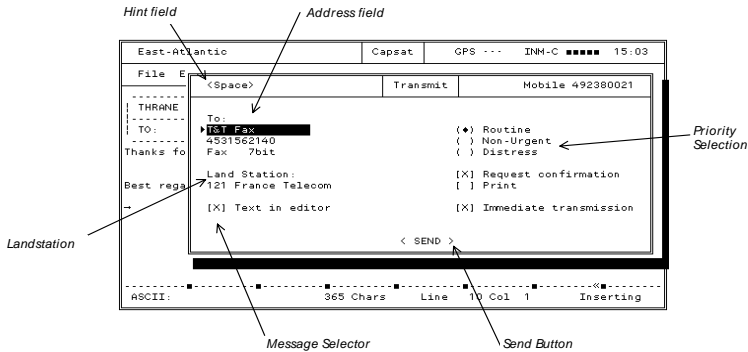 Hint field
Address field
East-Atlantic Capsat GPS --- INM-C ■■■■■ 15:03
File E
<Space> Transmit Mobile 492380021
THRANE
TO:
Thanks fo
Best rega
→
To:
T&T Fax
4531562140
Fax 7bit
(♦) Routine
( ) Non-Urgent
( ) Distress
Priority
Selection
Land Station:
121 France Telecom
[X] Request confirmation
[ ] Print
[X] Text in editor
[X] Immediate transmission
Landstation
< SEND >
ASCII: 365 Chars Line 10 Col 1 Inserting
Message Selector
Send Button